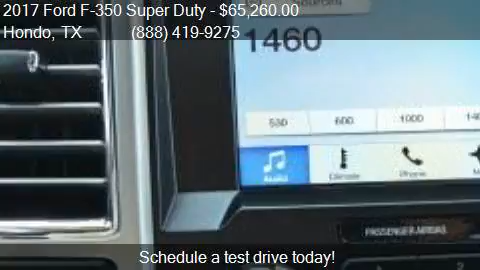 2017 Ford F-350 Super Duty - $65,260.00
Hondo, TX (888) 419-9275
1460
530 600 1000
Audio Climate Phone
PASSENGER AIRBAG
Schedule a test drive today!